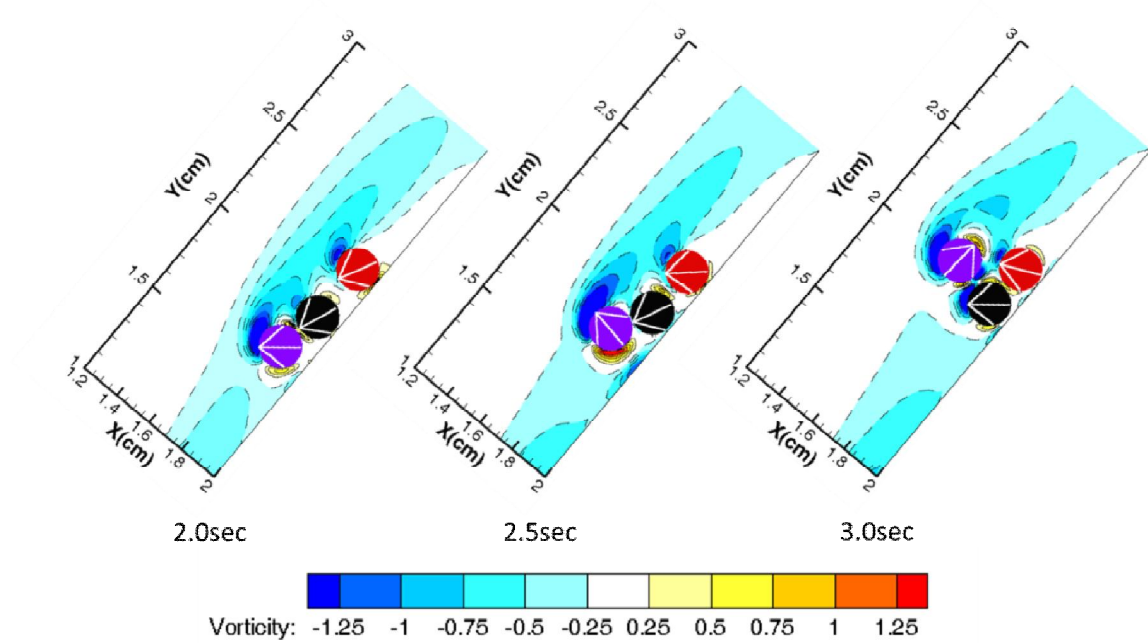 3 3 3
2.5 2.5 2.5
Y(cm) Y(cm) Y(cm)
2 2 2
1.5 1.5 1.5
1 1 1
1.2 1.2 1.2
1.4 1.4 1.4
1.6 1.6 1.6
X(cm) X(cm) X(cm)
1.8 1.8 1.8
2 2 2
2.0sec 2.5sec 3.0sec
Vorticity: -1.25 -1 -0.75 -0.5 -0.25 0.25 0.5 0.75 1 1.25